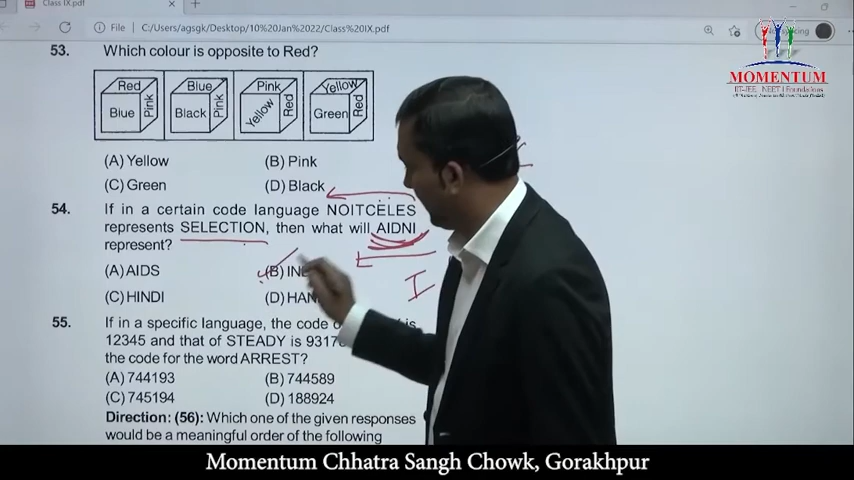 Class IX.pdf
File | C:/Users/agsgk/Desktop/10%20Jan%2022/Class%20IX.pdf
MOMENTUM
53. Which colour is opposite to Red?
Red Blue Pink
Blue Black Pink
Pink Yellow Red
Yellow Green Red
(A) Yellow (B) Pink
(C) Green (D) Black
54. If in a certain code language NOITCELES
represents SELECTION, then what will AIDNI
represent?
(A) AIDS (B)
(C) HINDI (D)
I
55. If in a specific language, the code is
12345 and that of STEADY is
the code for the word ARREST?
(A) 744193 (B) 744589
(C) 745194 (D) 188924
Direction: (56): Which one of the given responses
would be a meaningful order of the following
Momentum Chhatra Sangh Chowk, Gorakhpur